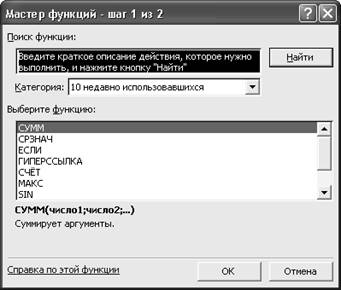 Мастер функций - шаг 1 из 2
Поиск функции:
Введите краткое описание действия, которое нужно
выполнить, и нажмите кнопку "Найти"
Найти
Категория: 10 недавно использовавшихся
Выберите функцию:
СУММ
СРЗНАЧ
ЕСЛИ
ГИПЕРССЫЛКА
СЧЁТ
МАКС
SIN
СУММ(число1;число2;...)
Суммирует аргументы.
Справка по этой функции
ОК
Отмена